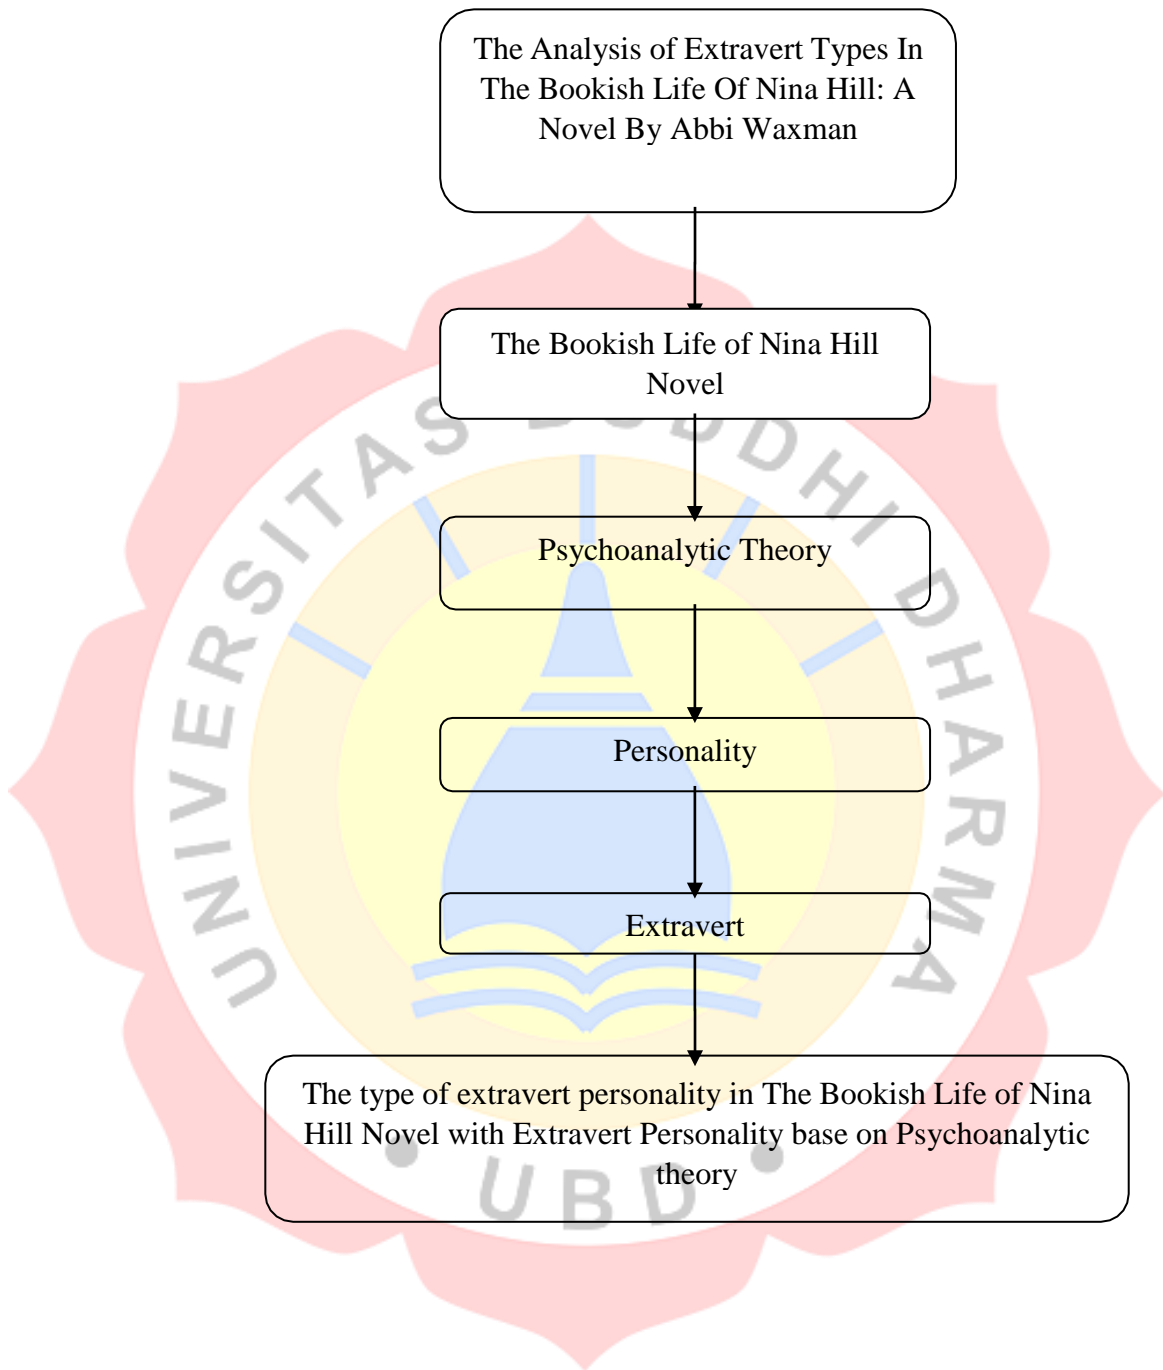 The Analysis of Extravert Types In
The Bookish Life Of Nina Hill: A
Novel By Abbi Waxman
The Bookish Life of Nina Hill
Novel
Psychoanalytic Theory
Personality
Extravert
The type of extravert personality in The Bookish Life of Nina
Hill Novel with Extravert Personality base on Psychoanalytic
theory
UNIVERSITAS BUDDHI DHARMA
UBD